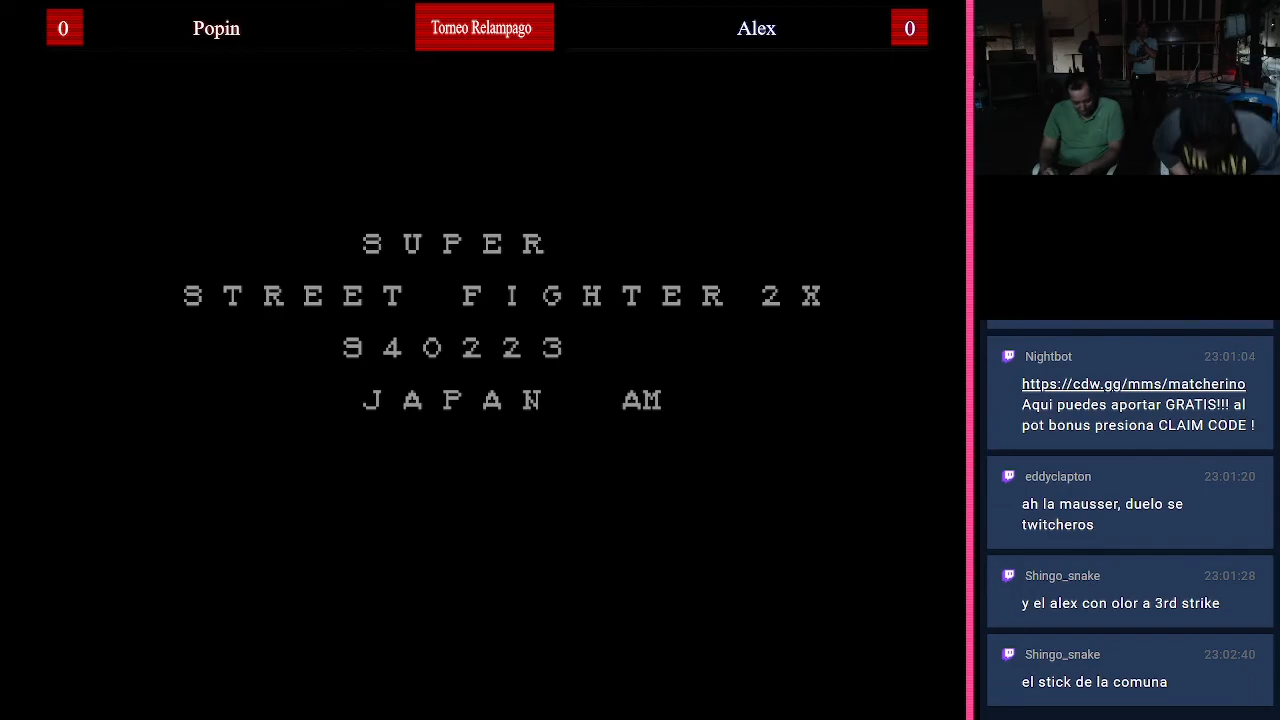 0 Popin Torneo Relampago Alex 0
SUPER
STREET FIGHTER 2X
940223
JAPAN AM
Nightbot 23:01:04
https://cdw.gg/mms/matcherino
Aqui puedes aportar GRATIS!!! al
pot bonus presiona CLAIM CODE !
eddyclapton 23:01:20
ah la mausser, duelo se
twitcheros
Shingo_snake 23:01:28
y el alex con olor a 3rd strike
Shingo_snake 23:02:40
el stick de la comuna